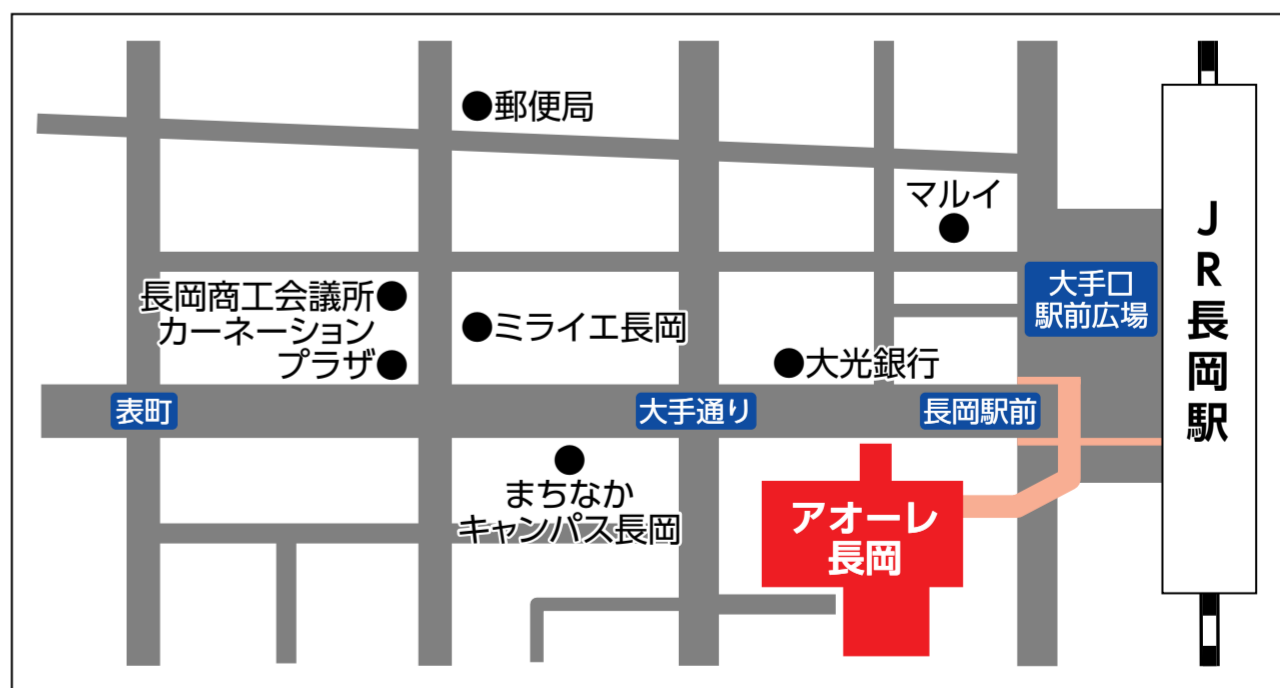 郵便局
マルイ
JR長岡駅
大手口
駅前広場
長岡商工会議所
カーネーション
プラザ
ミライエ長岡
大光銀行
表町
大手通り
長岡駅前
まちなか
キャンパス長岡
アオーレ
長岡